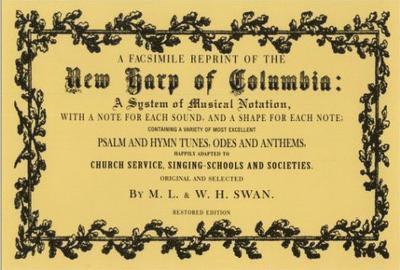 A FACSIMILE REPRINT OF THE
New Harp of Columbia:
A System of Musical Notation,
WITH A NOTE FOR EACH SOUND, AND A SHAPE FOR EACH NOTE;
CONTAINING A VARIETY OF MOST EXCELLENT
PSALM AND HYMN TUNES, ODES AND ANTHEMS,
HAPPILY ADAPTED TO
CHURCH SERVICE, SINGING-SCHOOLS AND SOCIETIES.
ORIGINAL AND SELECTED
BY M. L. & W. H. SWAN.
RESTORED EDITION